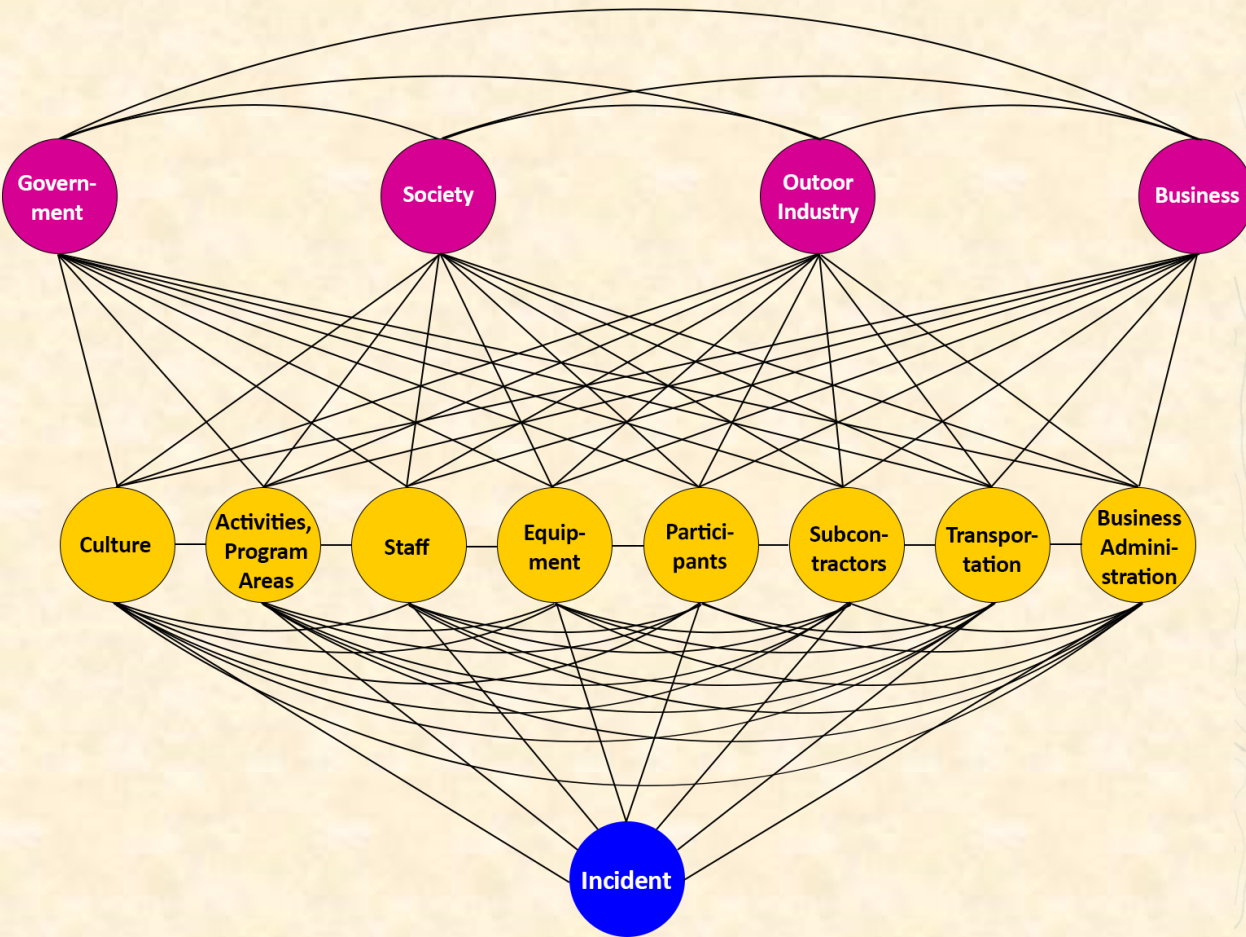 Govern-
ment
Society
Outoor
Industry
Business
Culture
Activities,
Program
Areas
Staff
Equip-
ment
Partici-
pants
Subcon-
tractors
Transpor-
tation
Business
Admini-
stration
Incident